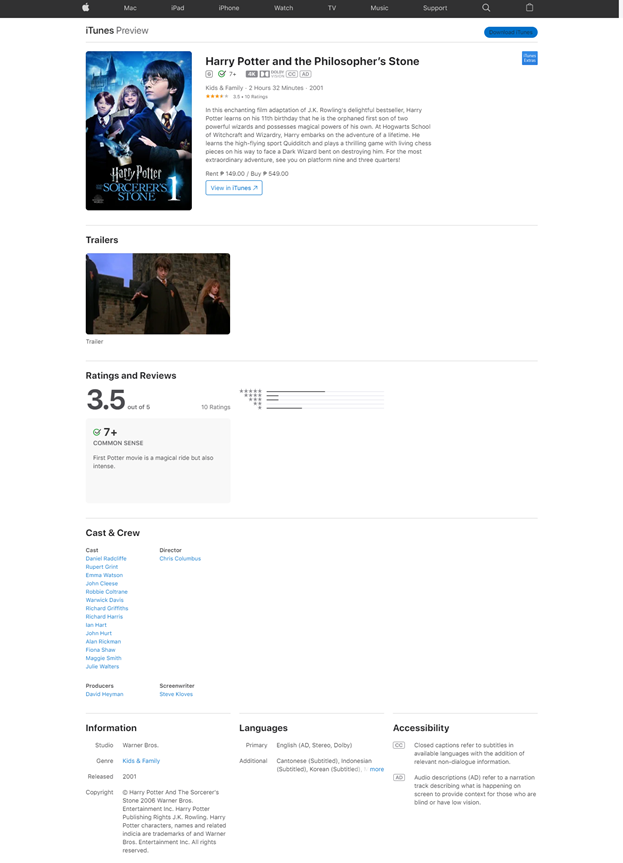 Mac iPad iPhone Watch TV Music Support
iTunes Preview
Download iTunes
Harry Potter and the Philosopher's Stone
iTunes
Extras
7+ 4K CC AD
Kids & Family · 2 Hours 32 Minutes · 2001
3.5 • 10 Ratings
In this enchanting film adaptation of J.K. Rowling's delightful bestseller, Harry
Potter learns on his 11th birthday that he is the orphaned first son of two
powerful wizards and possesses magical powers of his own. At Hogwarts School
of Witchcraft and Wizardry, Harry embarks on the adventure of a lifetime. He
learns the high-flying sport Quidditch and plays a thrilling game with living chess
pieces on his way to face a Dark Wizard bent on destroying him. For the most
extraordinary adventure, see you on platform nine and three quarters!
Rent ₱ 149.00 / Buy ₱ 549.00
View in iTunes ↗
Harry Potter
AND THE
SORCERER'S
STONE
1
Trailers
Trailer
Ratings and Reviews
3.5 out of 5
10 Ratings
★★★★★
★★★★
★★★
★★
★
7+
COMMON SENSE
First Potter movie is a magical ride but also
intense.
Cast & Crew
Cast
Daniel Radcliffe
Rupert Grint
Emma Watson
John Cleese
Robbie Coltrane
Warwick Davis
Richard Griffiths
Richard Harris
Ian Hart
John Hurt
Alan Rickman
Fiona Shaw
Maggie Smith
Julie Walters
Director
Chris Columbus
Producers
David Heyman
Screenwriter
Steve Kloves
Information
Studio Warner Bros.
Genre Kids & Family
Released 2001
Copyright © Harry Potter And The Sorcerer's
Stone 2006 Warner Bros.
Entertainment Inc. Harry Potter
Publishing Rights J.K. Rowling. Harry
Potter characters, names and related
indicia are trademarks of and Warner
Bros. Entertainment Inc. All rights
reserved.
Languages
Primary English (AD, Stereo, Dolby)
Additional Cantonese (Subtitled), Indonesian
(Subtitled), Korean (Subtitled), more
Accessibility
CC Closed captions refer to subtitles in
available languages with the addition of
relevant non-dialogue information.
AD Audio descriptions (AD) refer to a narration
track describing what is happening on
screen to provide context for those who are
blind or have low vision.